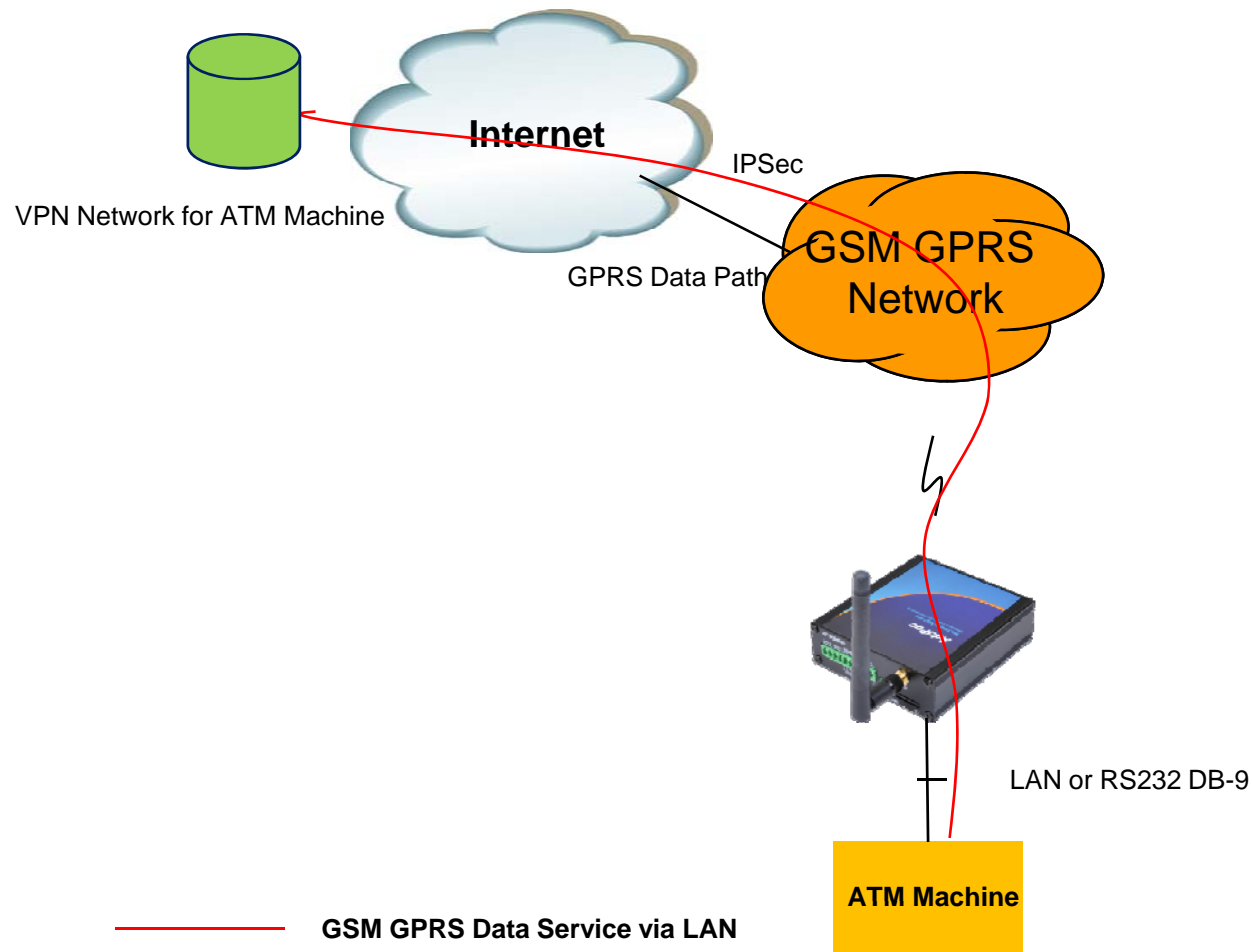 Internet
IPSec
VPN Network for ATM Machine
GSM GPRS
Network
GPRS Data Path
LAN or RS232 DB-9
ATM Machine
GSM GPRS Data Service via LAN